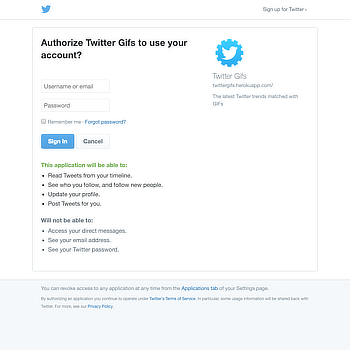 Sign up for Twitter ›
Authorize Twitter Gifs to use your
account?
Username or email
Password
Remember me · Forgot password?
Sign In
Cancel
This application will be able to:
• Read Tweets from your timeline.
• See who you follow, and follow new people.
• Update your profile.
• Post Tweets for you.
Will not be able to:
• Access your direct messages.
• See your email address.
• See your Twitter password.
Twitter Gifs
twittergifs.herokuapp.com/
The latest Twitter trends matched with
GIFs
You can revoke access to any application at any time from the Applications tab of your Settings page.
By authorizing an application you continue to operate under Twitter's Terms of Service. In particular, some usage information will be shared back with
Twitter. For more, see our Privacy Policy.